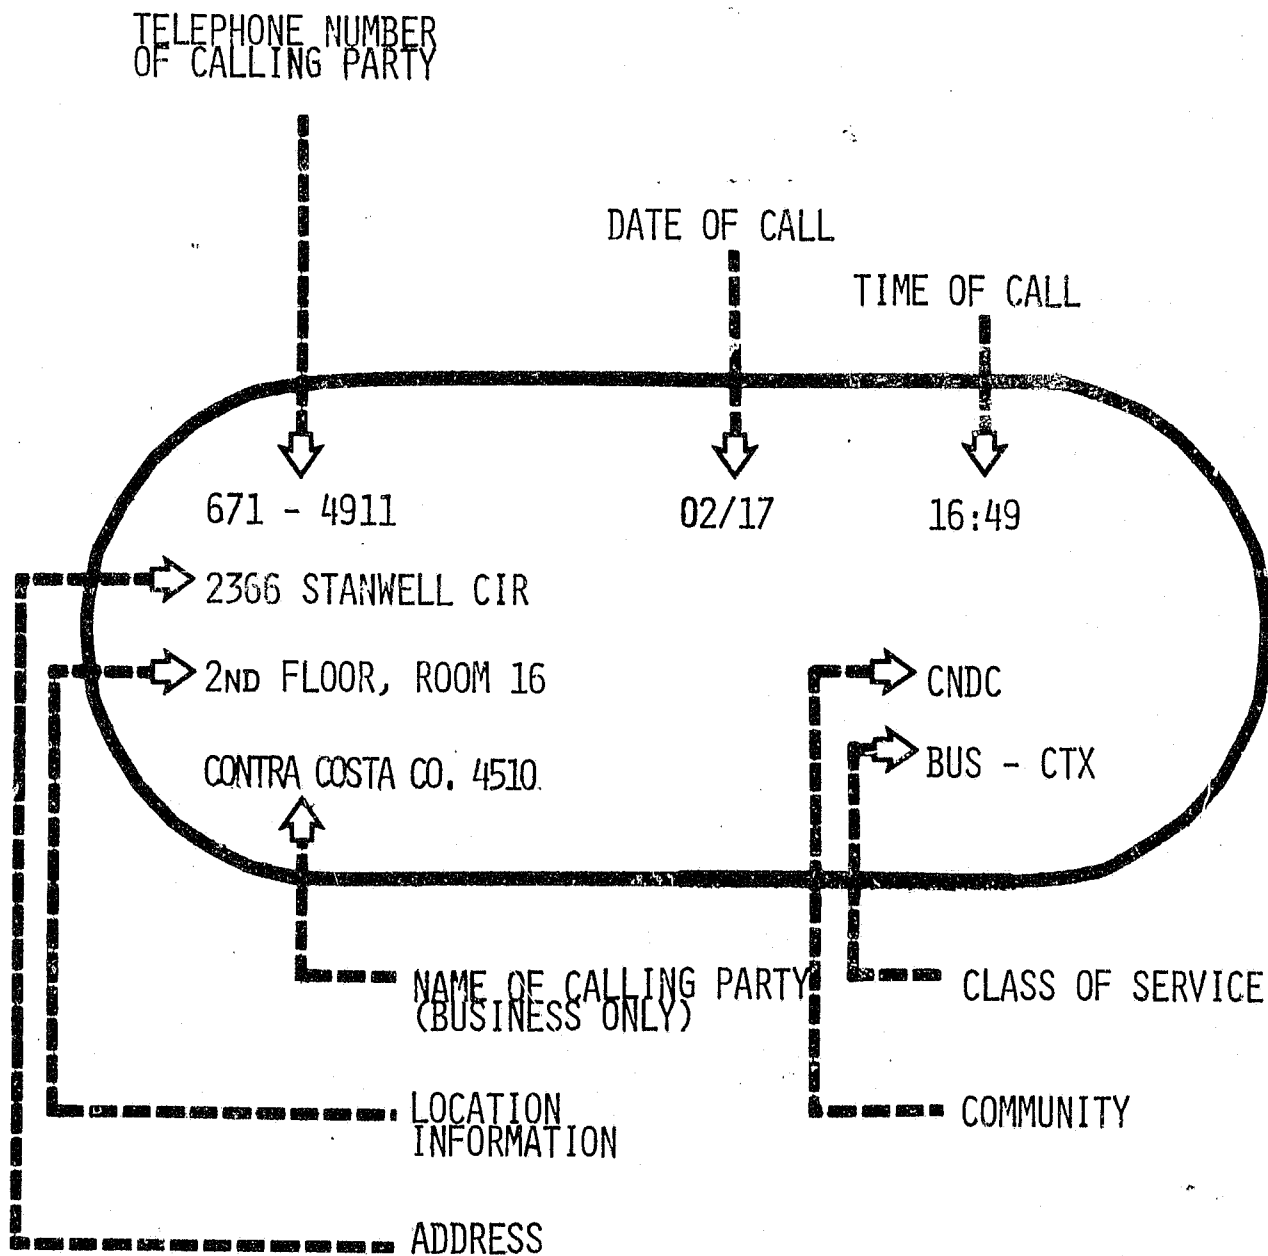 TELEPHONE NUMBER
OF CALLING PARTY
DATE OF CALL
TIME OF CALL
671 - 4911
02/17
16:49
2366 STANWELL CIR
2ND FLOOR, ROOM 16
CNDC
CONTRA COSTA CO. 4510
BUS - CTX
NAME OF CALLING PARTY
(BUSINESS ONLY)
CLASS OF SERVICE
LOCATION
INFORMATION
COMMUNITY
ADDRESS